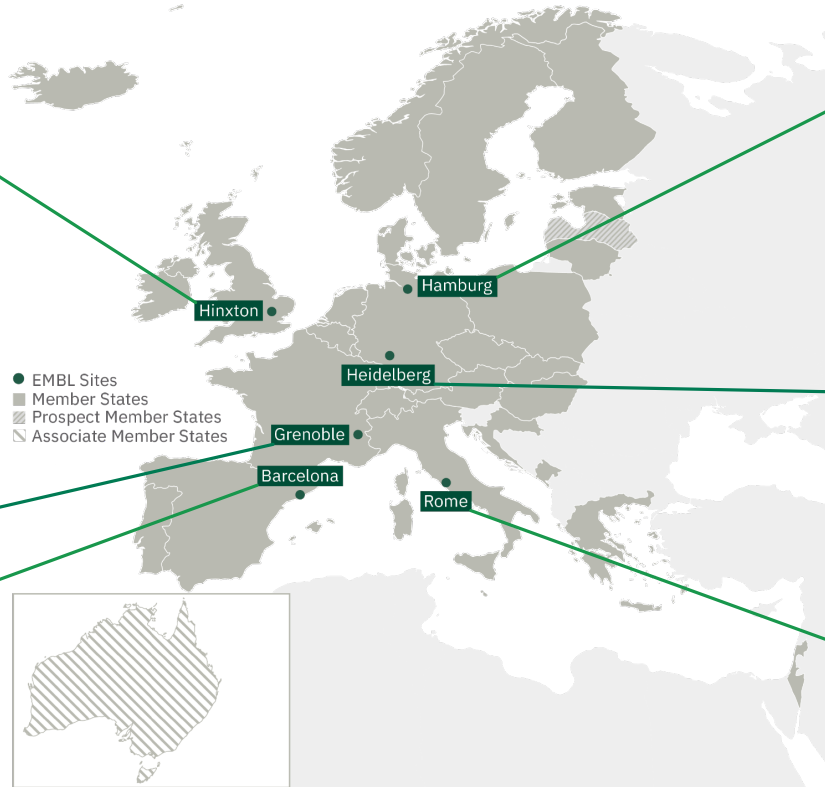 Hamburg
Hinxton
Heidelberg
EMBL Sites
Member States
Prospect Member States
Associate Member States
Grenoble
Barcelona
Rome